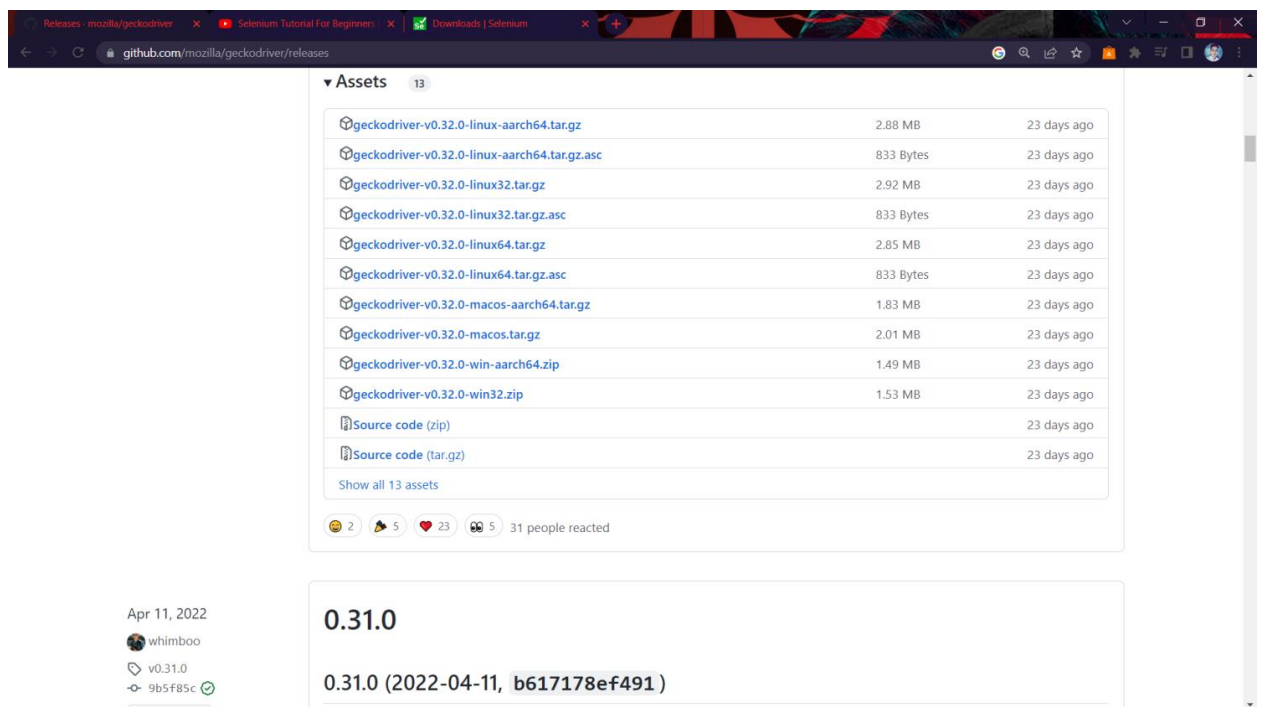 Releases · mozilla/geckodriver
Selenium Tutorial For Beginners
Downloads | Selenium
github.com/mozilla/geckodriver/releases
Assets 13
geckodriver-v0.32.0-linux-aarch64.tar.gz 2.88 MB 23 days ago
geckodriver-v0.32.0-linux-aarch64.tar.gz.asc 833 Bytes 23 days ago
geckodriver-v0.32.0-linux32.tar.gz 2.92 MB 23 days ago
geckodriver-v0.32.0-linux32.tar.gz.asc 833 Bytes 23 days ago
geckodriver-v0.32.0-linux64.tar.gz 2.85 MB 23 days ago
geckodriver-v0.32.0-linux64.tar.gz.asc 833 Bytes 23 days ago
geckodriver-v0.32.0-macos-aarch64.tar.gz 1.83 MB 23 days ago
geckodriver-v0.32.0-macos.tar.gz 2.01 MB 23 days ago
geckodriver-v0.32.0-win-aarch64.zip 1.49 MB 23 days ago
geckodriver-v0.32.0-win32.zip 1.53 MB 23 days ago
Source code (zip) 23 days ago
Source code (tar.gz) 23 days ago
Show all 13 assets
2 5 23 5 31 people reacted
Apr 11, 2022
whimboo
v0.31.0
9b5f85c
0.31.0
0.31.0 (2022-04-11, b617178ef491)